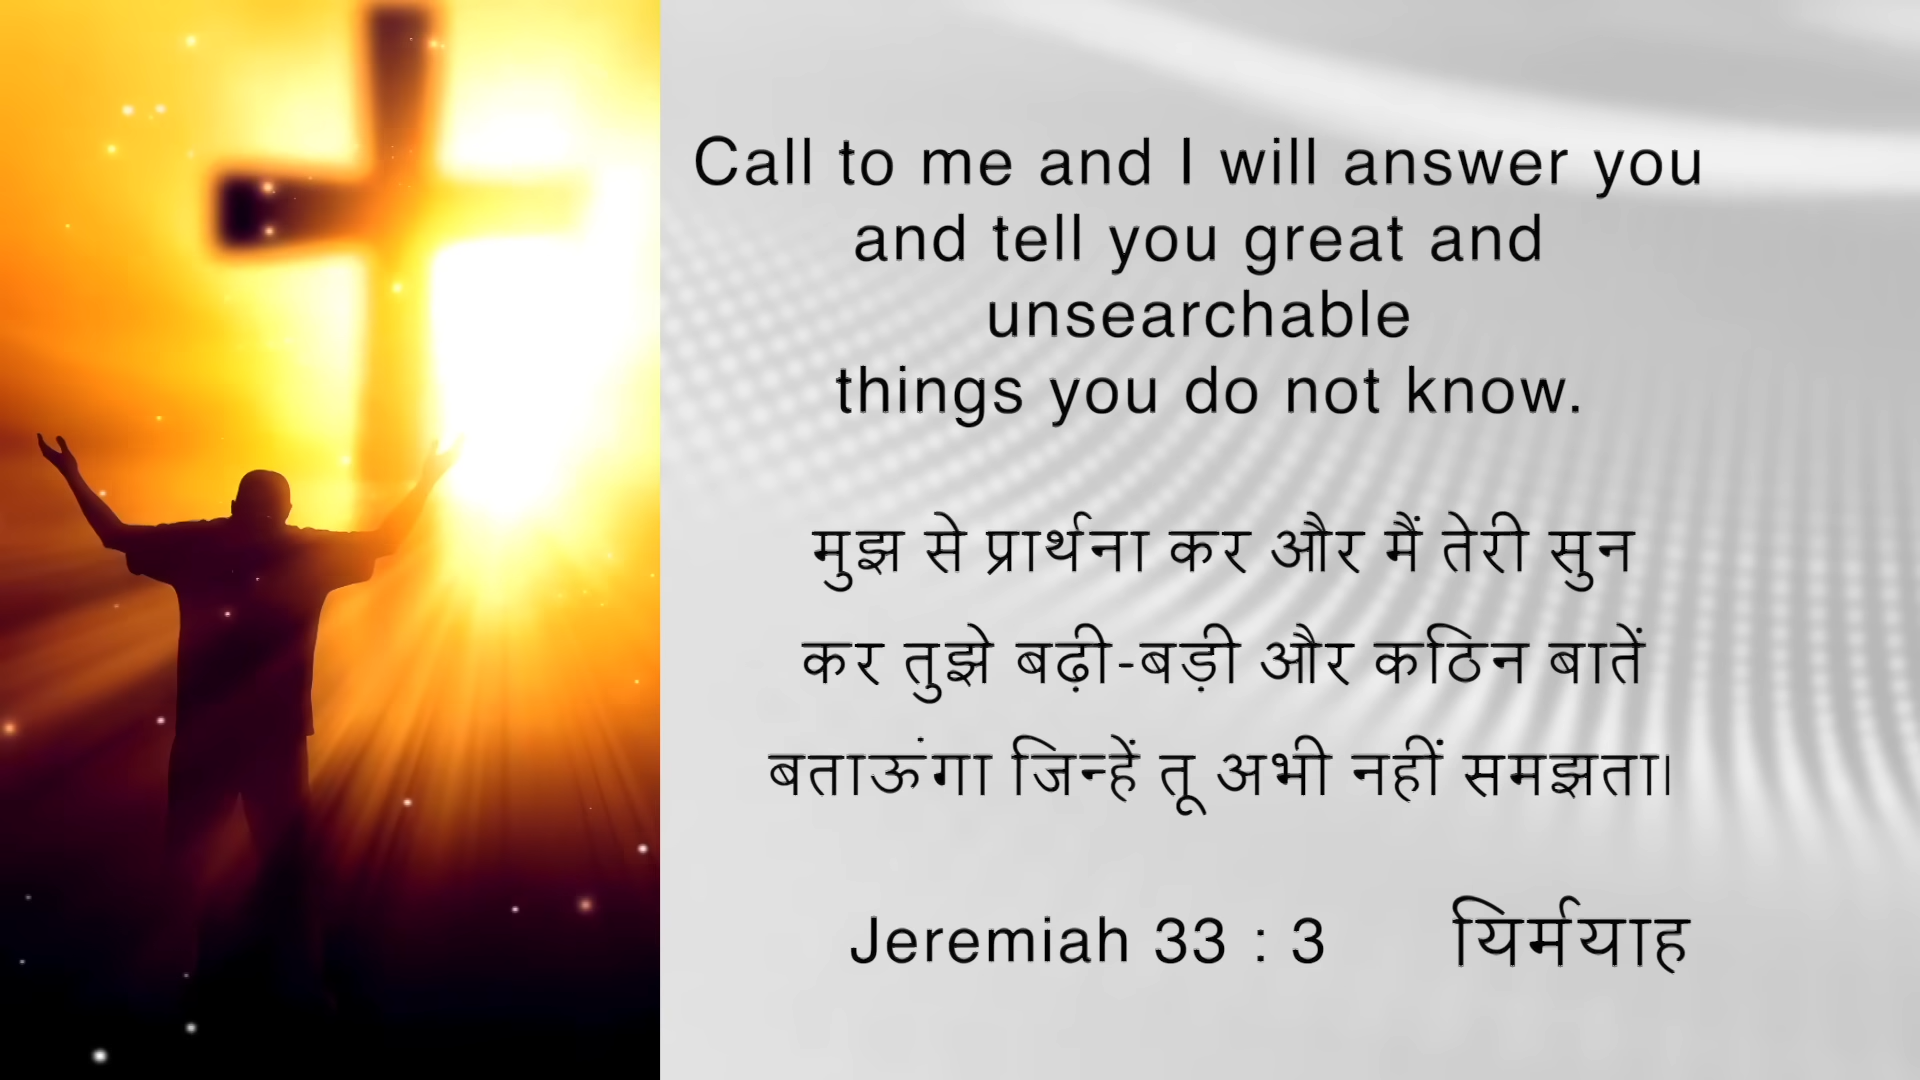 Call to me and I will answer you
and tell you great and
unsearchable
things you do not know.
मुझ से प्रार्थना कर और मैं तेरी सुन
कर तुझे बढ़ी-बड़ी और कठिन बातें
बताऊंगा जिन्हें तू अभी नहीं समझता।
Jeremiah 33 : 3 यिर्मयाह